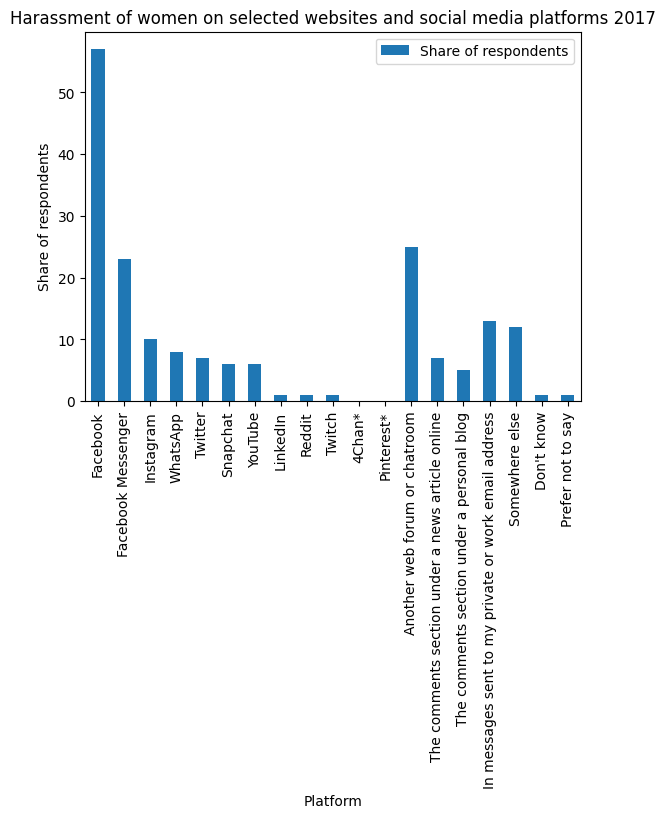 Harassment of women on selected websites and social media platforms 2017
Share of respondents
Share of respondents
50
40
30
20
10
0
Facebook
Facebook Messenger
Instagram
WhatsApp
Twitter
Snapchat
YouTube
LinkedIn
Reddit
Twitch
4Chan*
Pinterest*
Another web forum or chatroom
The comments section under a news article online
The comments section under a personal blog
In messages sent to my private or work email address
Somewhere else
Don't know
Prefer not to say
Platform